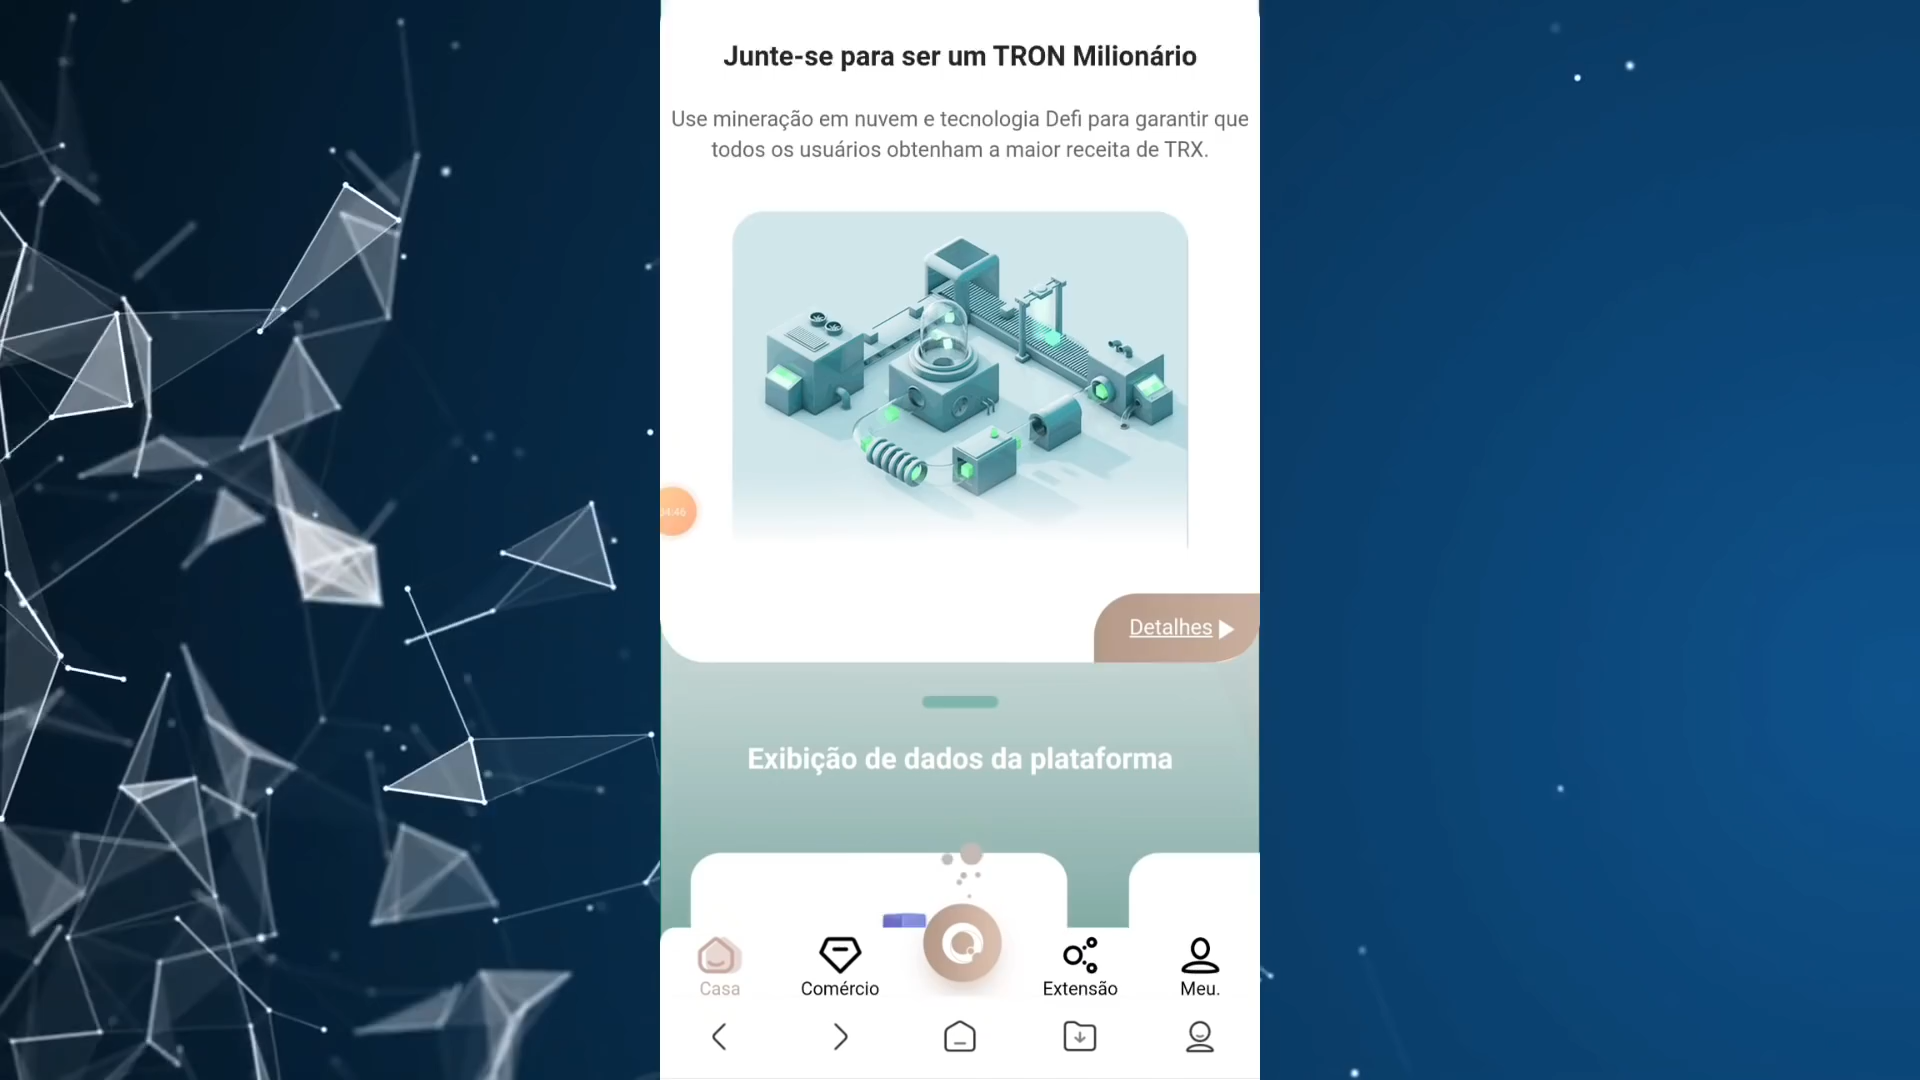 Junte-se para ser um TRON Milionário
Use mineração em nuvem e tecnologia Defi para garantir que
todos os usuários obtenham a maior receita de TRX.
Detalhes
Exibição de dados da plataforma
Casa
Comércio
Extensão
Meu.